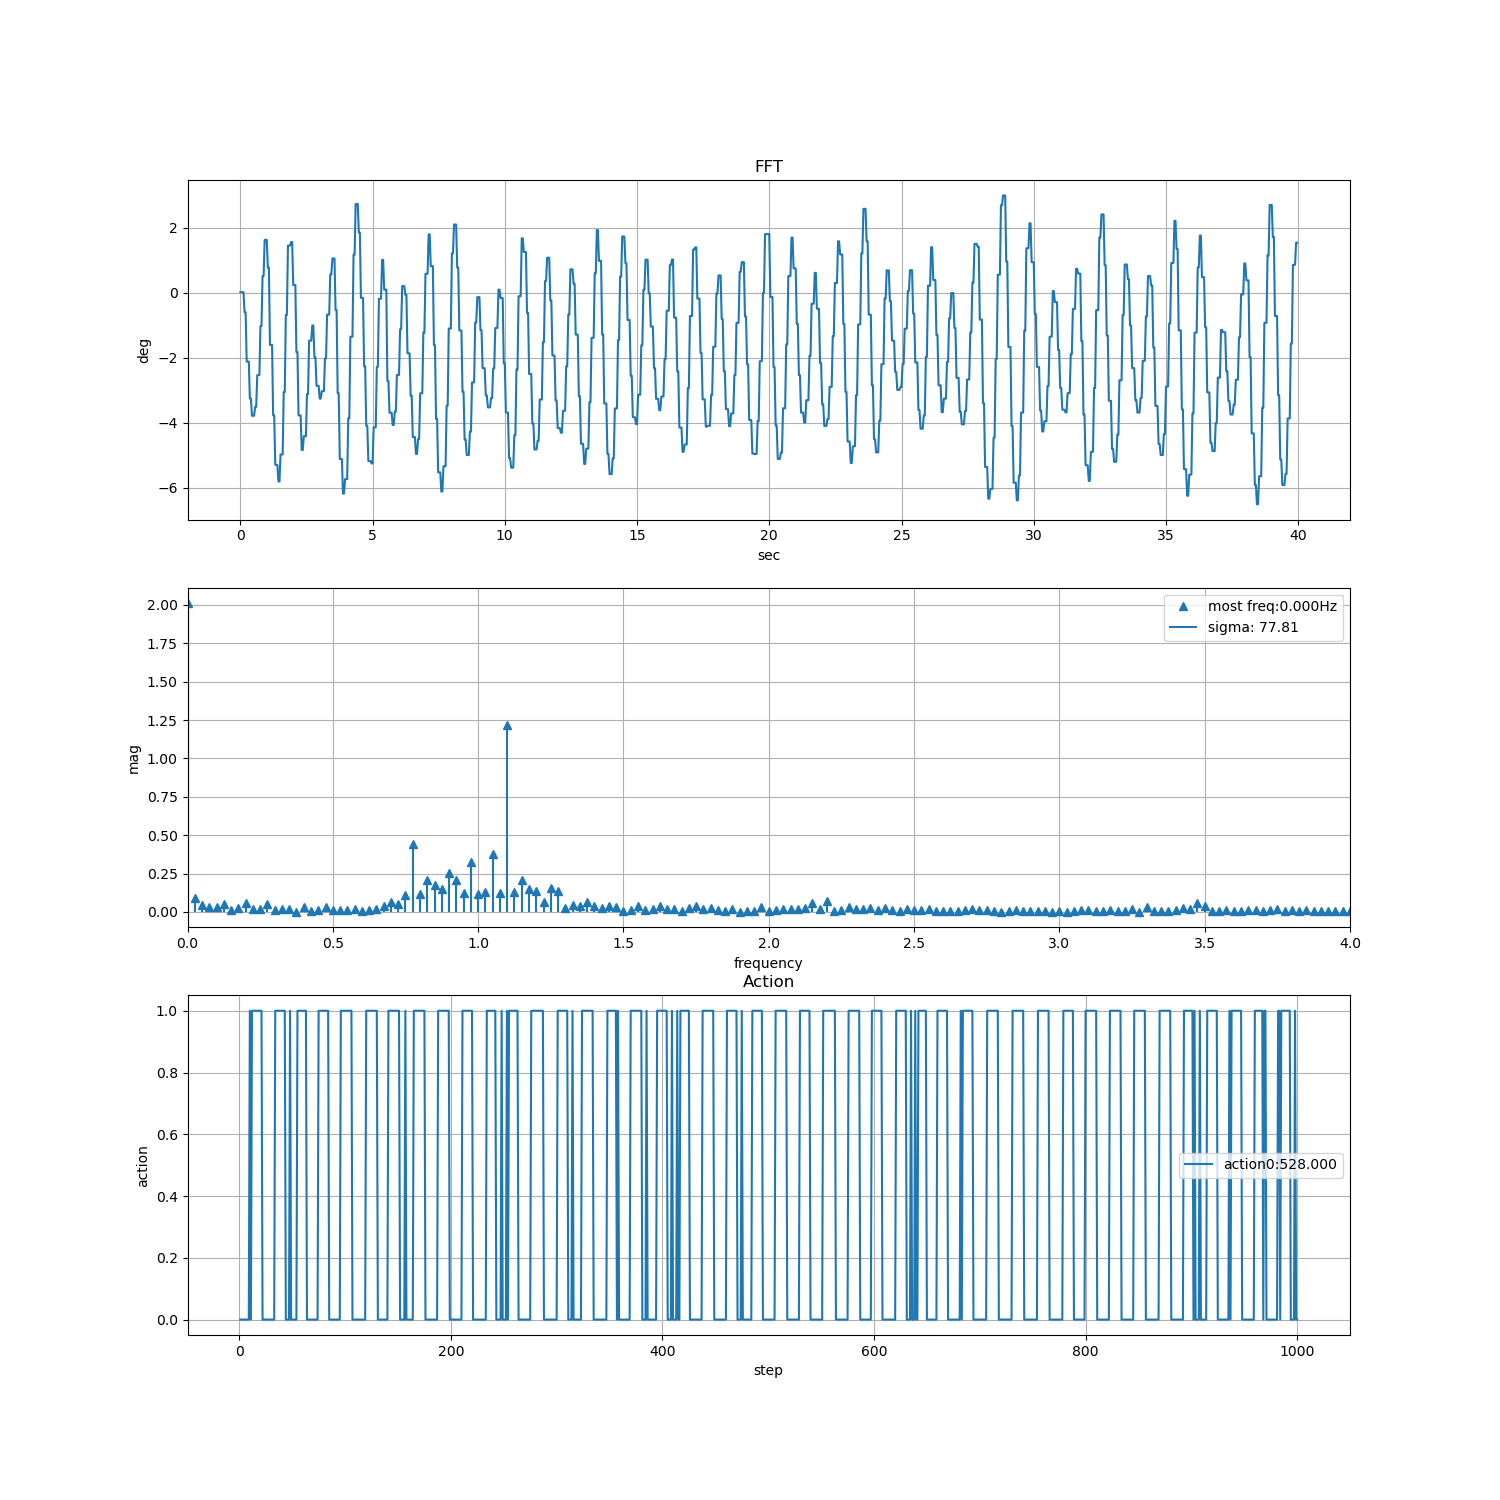 FFT
2
0
−2
−4
−6
deg
0 5 10 15 20 25 30 35 40
sec
2.00
1.75
1.50
1.25
1.00
0.75
0.50
0.25
0.00
mag
most freq:0.000Hz
sigma: 77.81
0.0 0.5 1.0 1.5 2.0 2.5 3.0 3.5 4.0
frequency
Action
1.0
0.8
0.6
0.4
0.2
0.0
action
action0:528.000
0 200 400 600 800 1000
step